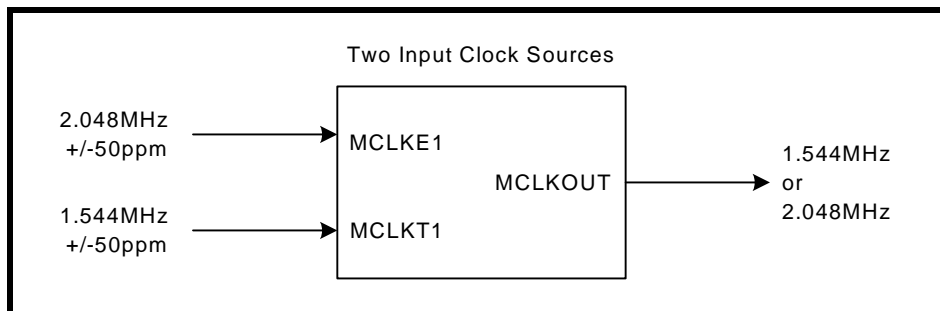 Two Input Clock Sources
2.048MHz
+/-50ppm
MCLKE1
1.544MHz
+/-50ppm
MCLKT1
MCLKOUT
1.544MHz
or
2.048MHz